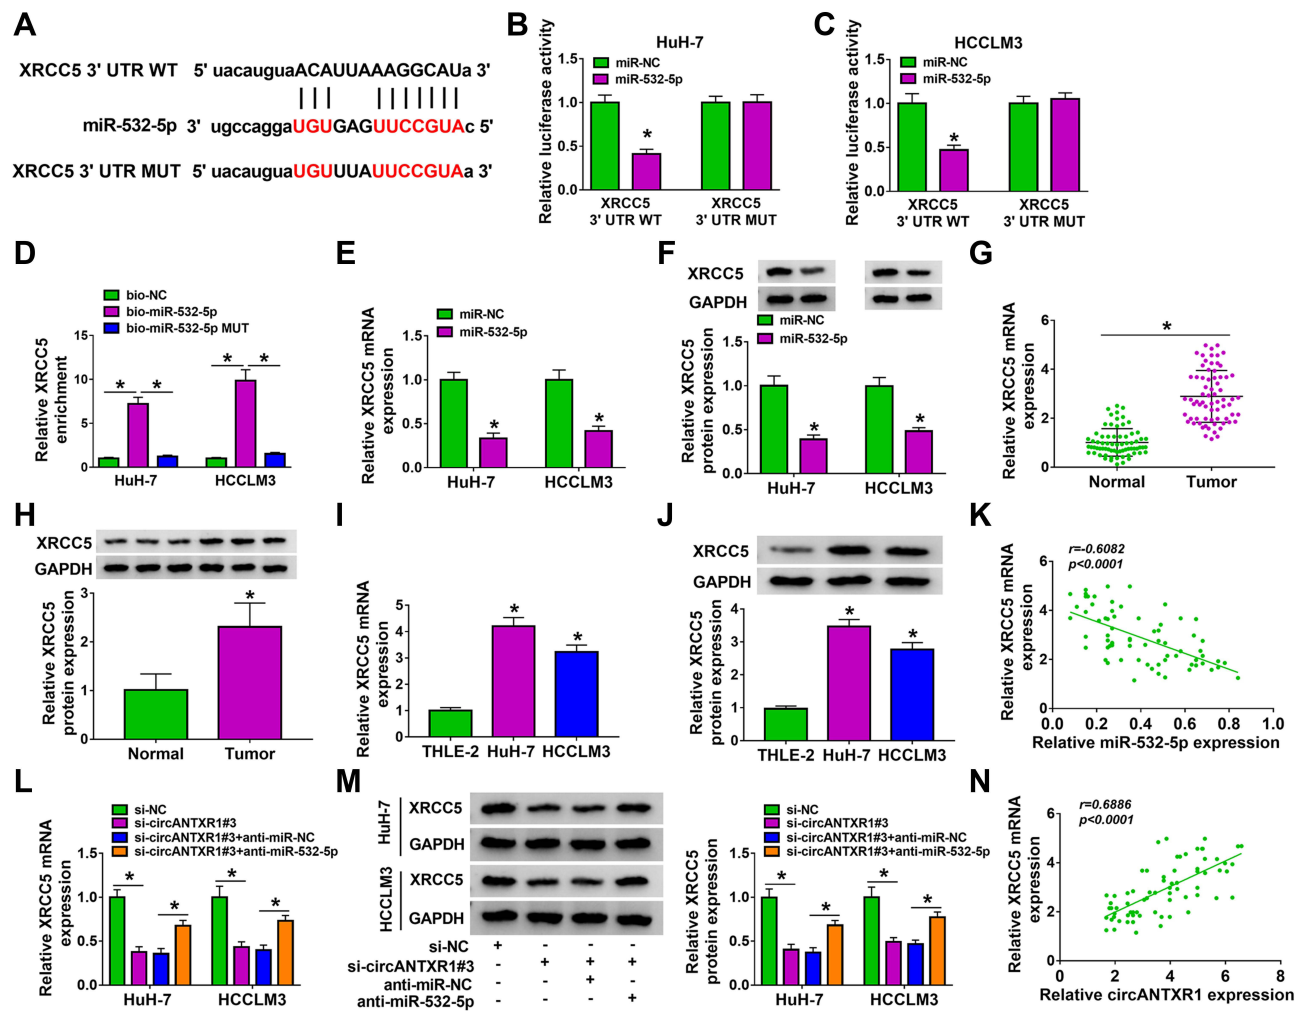 A
XRCC5 3' UTR WT 5' uacauguaACAUUAAAGGCAUa 3'
miR-532-5p 3' ugccaggaUGUGAGUUCCGUAc 5'
XRCC5 3' UTR MUT 5' uacauguaUGUUUAUUCCGUAa 3'
B
HuH-7
miR-NC
miR-532-5p
Relative luciferase activity
1.5
1.0
0.5
0.0
*
XRCC5
3' UTR WT
XRCC5
3' UTR MUT
C
HCCLM3
miR-NC
miR-532-5p
Relative luciferase activity
1.5
1.0
0.5
0.0
*
XRCC5
3' UTR WT
XRCC5
3' UTR MUT
D
bio-NC
bio-miR-532-5p
bio-miR-532-5p MUT
Relative XRCC5
enrichment
15
10
5
0
* * * *
HuH-7 HCCLM3
E
miR-NC
miR-532-5p
Relative XRCC5 mRNA
expression
1.5
1.0
0.5
0.0
* *
HuH-7 HCCLM3
F
XRCC5
GAPDH
miR-NC
miR-532-5p
Relative XRCC5
protein expression
1.5
1.0
0.5
0.0
* *
HuH-7 HCCLM3
G
Relative XRCC5 mRNA
expression
6
4
2
0
*
Normal Tumor
H
XRCC5
GAPDH
Relative XRCC5
protein expression
3
2
1
0
*
Normal Tumor
I
Relative XRCC5 mRNA
expression
5
4
3
2
1
0
* *
THLE-2 HuH-7 HCCLM3
J
XRCC5
GAPDH
Relative XRCC5
protein expression
4
3
2
1
0
* *
THLE-2 HuH-7 HCCLM3
K
r=-0.6082
p<0.0001
Relative XRCC5 mRNA
expression
6
4
2
0
0.0 0.2 0.4 0.6 0.8 1.0
Relative miR-532-5p expression
L
si-NC
si-circANTXR1#3
si-circANTXR1#3+anti-miR-NC
si-circANTXR1#3+anti-miR-532-5p
Relative XRCC5 mRNA
expression
1.5
1.0
0.5
0.0
* * * *
HuH-7 HCCLM3
M
HuH-7
XRCC5
GAPDH
HCCLM3
XRCC5
GAPDH
si-NC + - - -
si-circANTXR1#3 - + + +
anti-miR-NC - - + -
anti-miR-532-5p - - - +
si-NC
si-circANTXR1#3
si-circANTXR1#3+anti-miR-NC
si-circANTXR1#3+anti-miR-532-5p
Relative XRCC5
protein expression
1.5
1.0
0.5
0.0
* * * *
HuH-7 HCCLM3
N
r=0.6886
p<0.0001
Relative XRCC5 mRNA
expression
6
4
2
0
0 2 4 6 8
Relative circANTXR1 expression